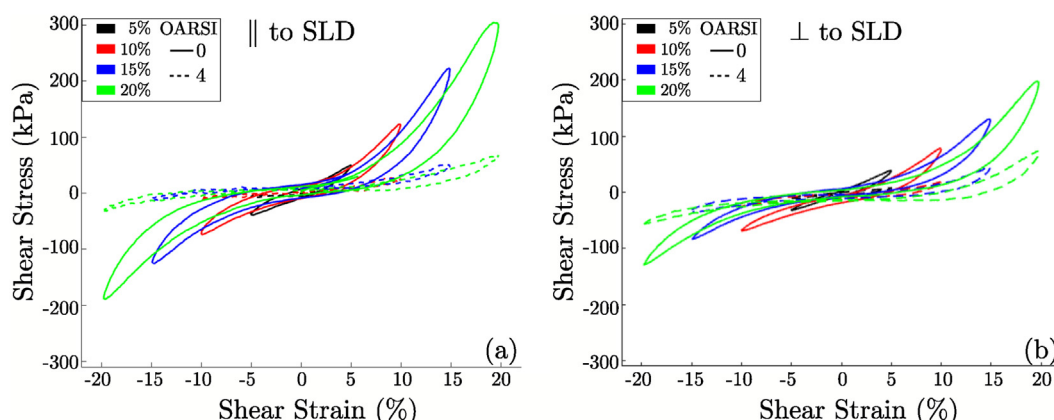 5% OARSI
10% 0
15% 4
20%
∥ to SLD
300
200
100
0
-100
-200
-300
Shear Stress (kPa)
(a)
-20 -15 -10 -5 0 5 10 15 20
Shear Strain (%)
5% OARSI
10% 0
15% 4
20%
⊥ to SLD
300
200
100
0
-100
-200
-300
Shear Stress (kPa)
(b)
-20 -15 -10 -5 0 5 10 15 20
Shear Strain (%)